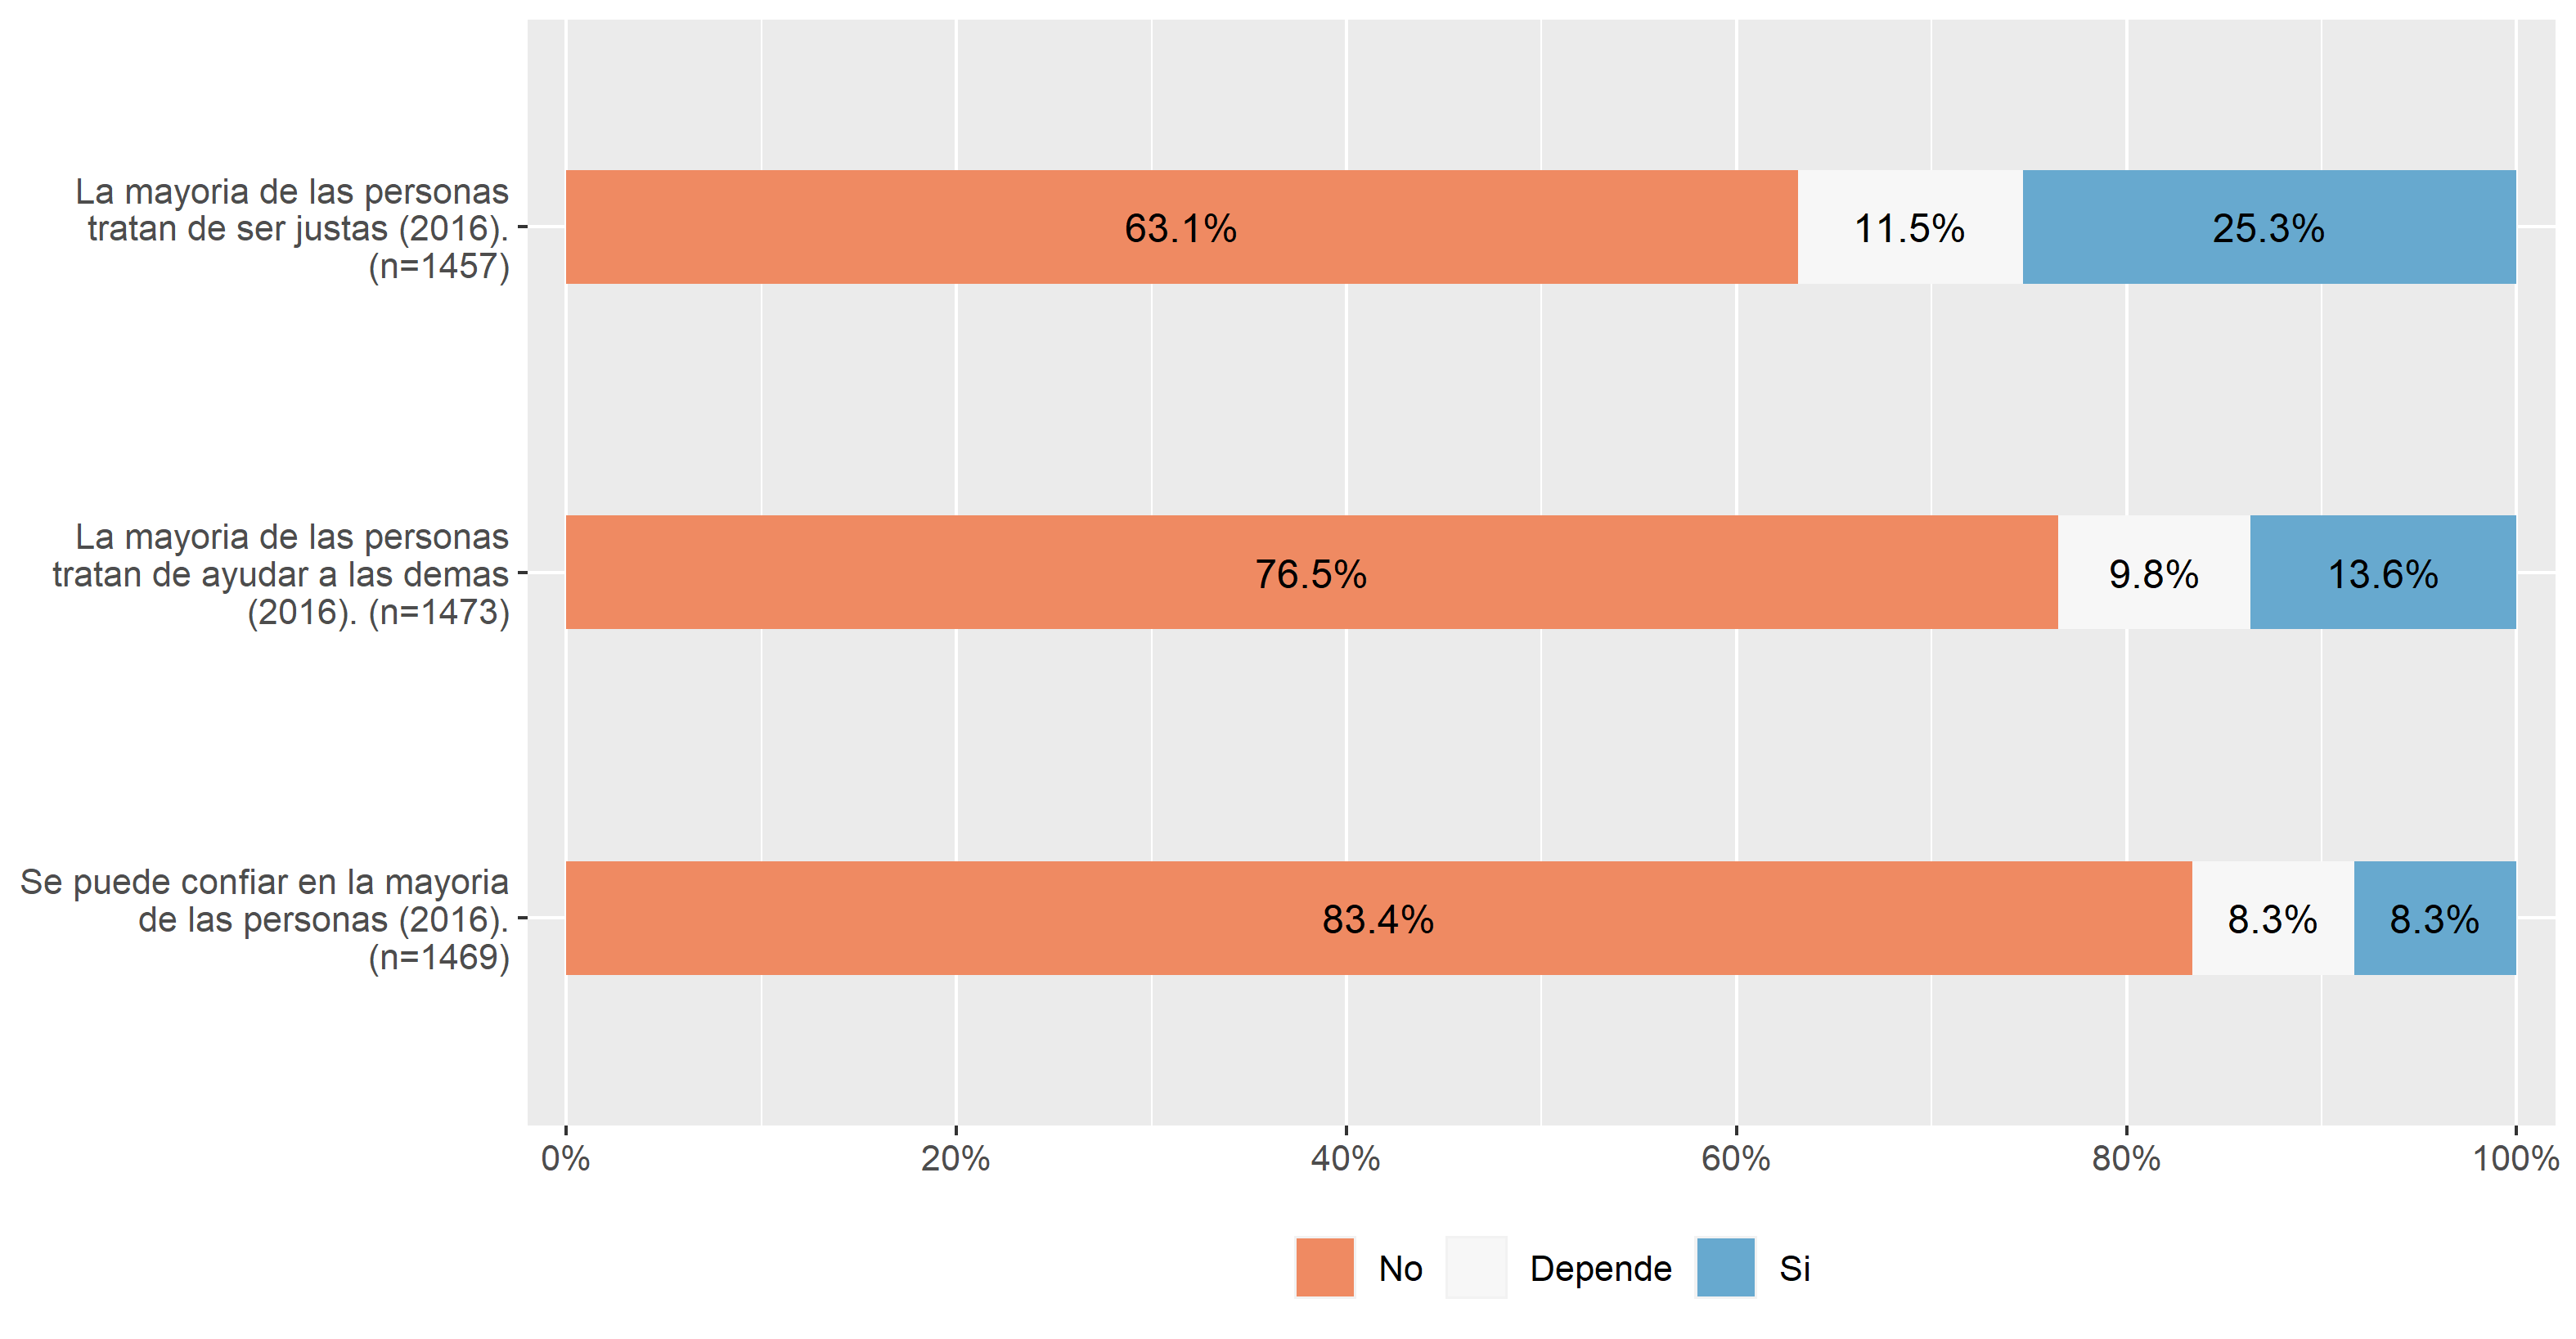 La mayoria de las personas
tratan de ser justas (2016).
(n=1457)
63.1%
11.5%
25.3%
La mayoria de las personas
tratan de ayudar a las demas
(2016). (n=1473)
76.5%
9.8%
13.6%
Se puede confiar en la mayoria
de las personas (2016).
(n=1469)
83.4%
8.3%
8.3%
0%
20%
40%
60%
80%
100%
No
Depende
Si